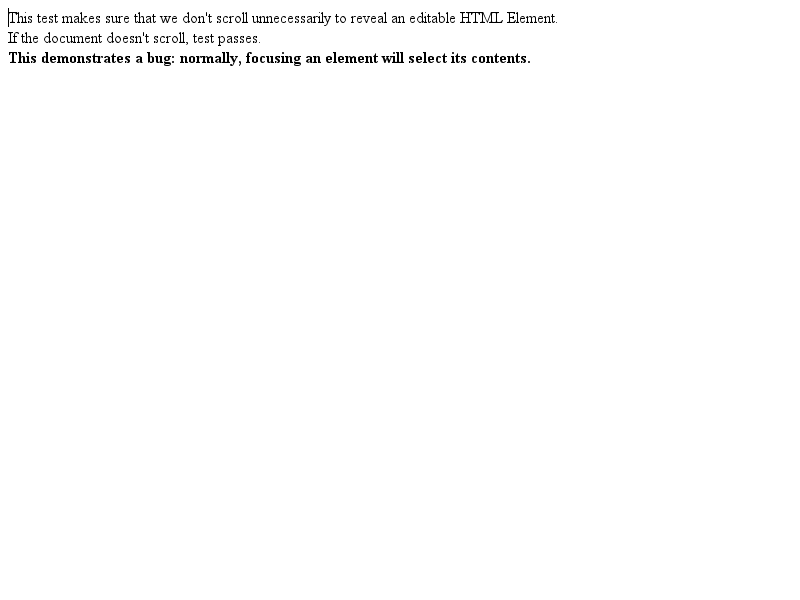 This test makes sure that we don't scroll unnecessarily to reveal an editable HTML Element.
If the document doesn't scroll, test passes.
This demonstrates a bug: normally, focusing an element will select its contents.